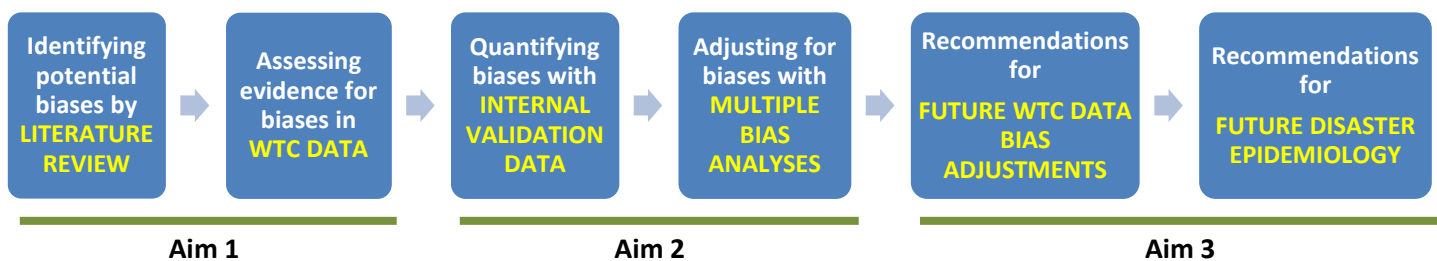 Identifying
potential
biases by
LITERATURE
REVIEW
Assessing
evidence for
biases in
WTC DATA
Quantifying
biases with
INTERNAL
VALIDATION
DATA
Adjusting for
biases with
MULTIPLE
BIAS
ANALYSES
Recommendations
for
FUTURE WTC DATA
BIAS
ADJUSTMENTS
Recommendations
for
FUTURE DISASTER
EPIDEMIOLOGY
Aim 1
Aim 2
Aim 3